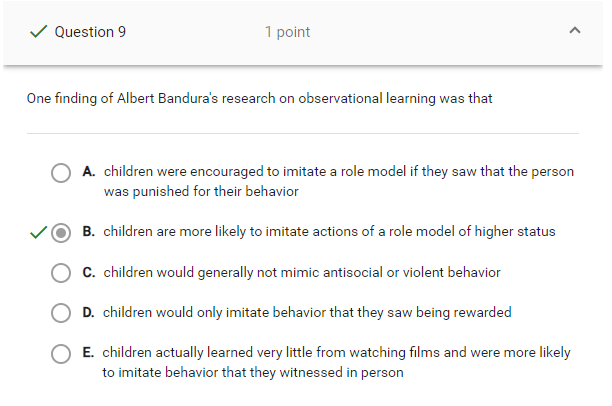 Question 9 1 point
One finding of Albert Bandura's research on observational learning was that
A. children were encouraged to imitate a role model if they saw that the person
was punished for their behavior
B. children are more likely to imitate actions of a role model of higher status
C. children would generally not mimic antisocial or violent behavior
D. children would only imitate behavior that they saw being rewarded
E. children actually learned very little from watching films and were more likely
to imitate behavior that they witnessed in person